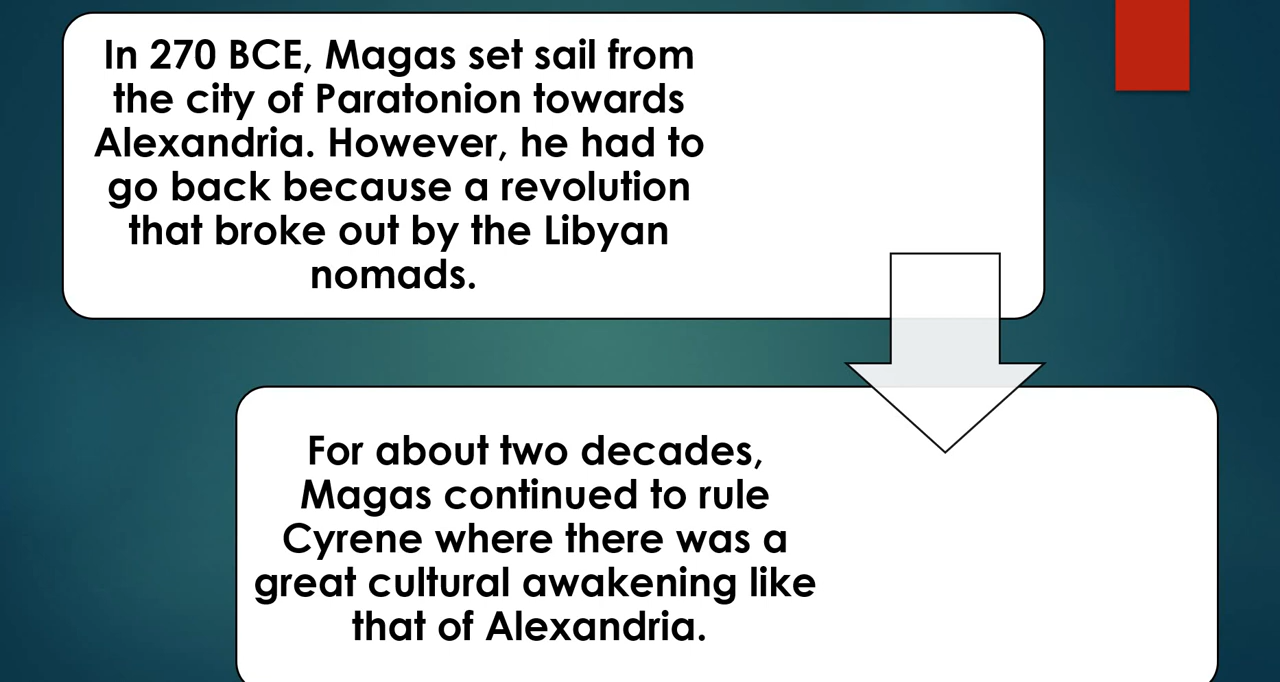 In 270 BCE, Magas set sail from
the city of Paratonion towards
Alexandria. However, he had to
go back because a revolution
that broke out by the Libyan
nomads.
For about two decades,
Magas continued to rule
Cyrene where there was a
great cultural awakening like
that of Alexandria.